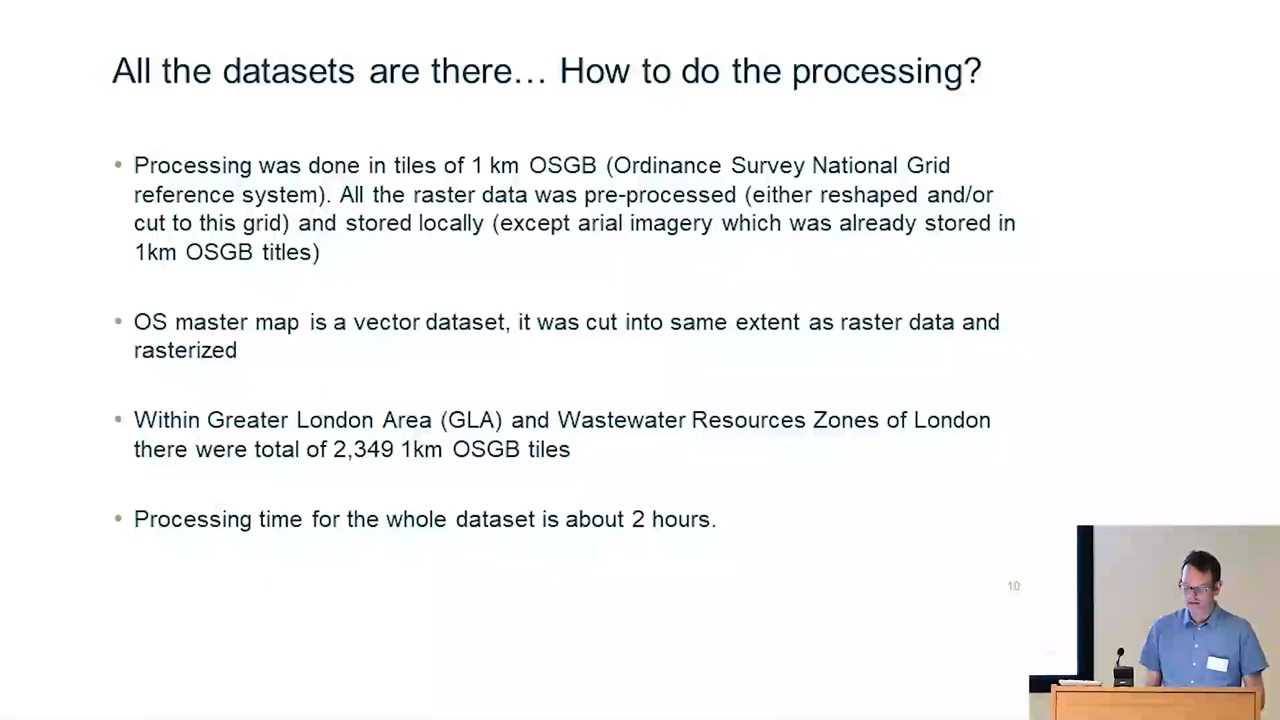 All the datasets are there… How to do the processing?
• Processing was done in tiles of 1 km OSGB (Ordinance Survey National Grid
reference system). All the raster data was pre-processed (either reshaped and/or
cut to this grid) and stored locally (except arial imagery which was already stored in
1km OSGB titles)
• OS master map is a vector dataset, it was cut into same extent as raster data and
rasterized
• Within Greater London Area (GLA) and Wastewater Resources Zones of London
there were total of 2,349 1km OSGB tiles
• Processing time for the whole dataset is about 2 hours.
10